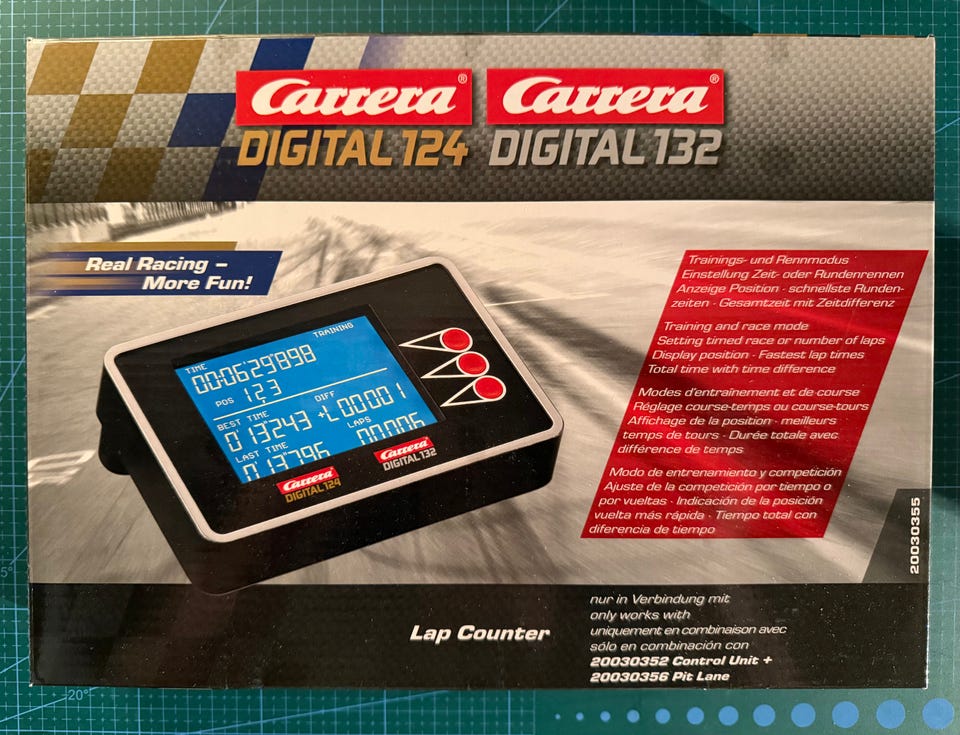 Carrera® Carrera®
DIGITAL 124 DIGITAL 132
Real Racing –
More Fun!
TRAINING
TIME
00:06'29'898
POS 1,2,3
BEST TIME DIFF
0'13'243 +L00001
LAST TIME LAPS
0'13'796 00006
Carrera
DIGITAL 124
Carrera
DIGITAL 132
Trainings- und Rennmodus
Einstellung Zeit- oder Rundenrennen
Anzeige Position · schnellste Runden-
zeiten · Gesamtzeit mit Zeitdifferenz
Training and race mode
Setting timed race or number of laps
Display position · Fastest lap times
Total time with time difference
Modes d'entraînement et de course
Réglage course-temps ou course-tours
Affichage de la position · meilleurs
temps de tours · Durée totale avec
différence de temps
Modo de entrenamiento y competición
Ajuste de la competición por tiempo o
por vueltas · Indicación de la posición
vuelta más rápida · Tiempo total con
diferencia de tiempo
20030355
Lap Counter
nur in Verbindung mit
only works with
uniquement en combinaison avec
sólo en combinación con
20030352 Control Unit +
20030356 Pit Lane
20°